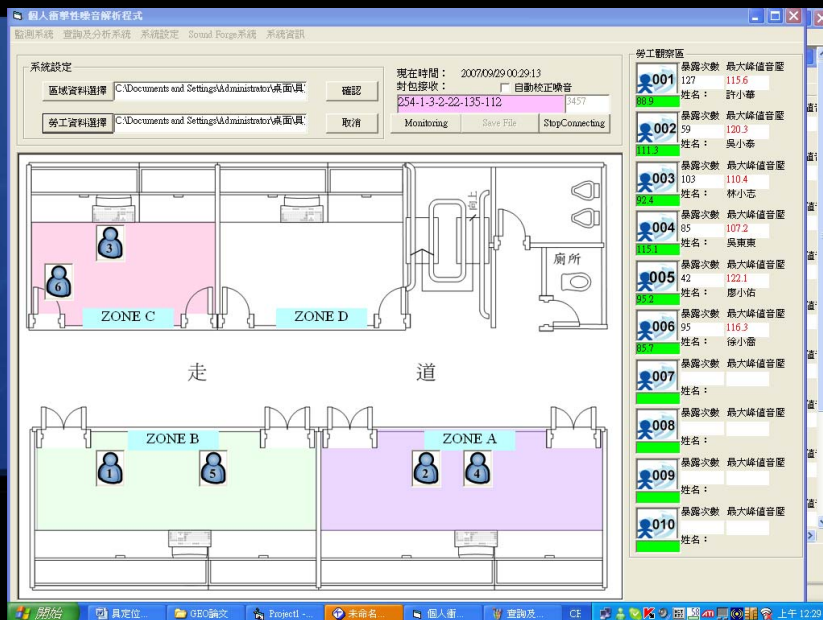 個人衝擊性噪音解析程式
監測系統 查詢及分析系統 系統設定 Sound Forge系統 系統資訊
系統設定
區域資料選擇 C:\Documents and Settings\Administrator\桌面\具 確認
勞工資料選擇 C:\Documents and Settings\Administrator\桌面\具 取消
現在時間： 2007/09/29 00:29:13
封包接收： 自動校正噪音
254-1-3-2-22-135-112 3457
Monitoring Save File StopConnecting
勞工觀察區
暴露次數 最大峰值音壓
001 127 115.6
88.9 姓名： 許小華
暴露次數 最大峰值音壓
002 59 120.3
111.3 姓名： 吳小泰
暴露次數 最大峰值音壓
003 103 110.4
92.4 姓名： 林小志
暴露次數 最大峰值音壓
004 85 107.2
115.1 姓名： 吳東東
暴露次數 最大峰值音壓
005 42 122.1
95.2 姓名： 廖小佑
暴露次數 最大峰值音壓
006 95 116.3
85.7 姓名： 徐小喬
暴露次數 最大峰值音壓
007
姓名：
暴露次數 最大峰值音壓
008
姓名：
暴露次數 最大峰值音壓
009
姓名：
暴露次數 最大峰值音壓
010
姓名：
向上
廁所
3
6
ZONE C
ZONE D
走 道
ZONE B
ZONE A
1 5 2 4
開始 具定位... GEO論文 Project1 -... 未命名... 個人衝... 查詢及... CE 上午 12:29